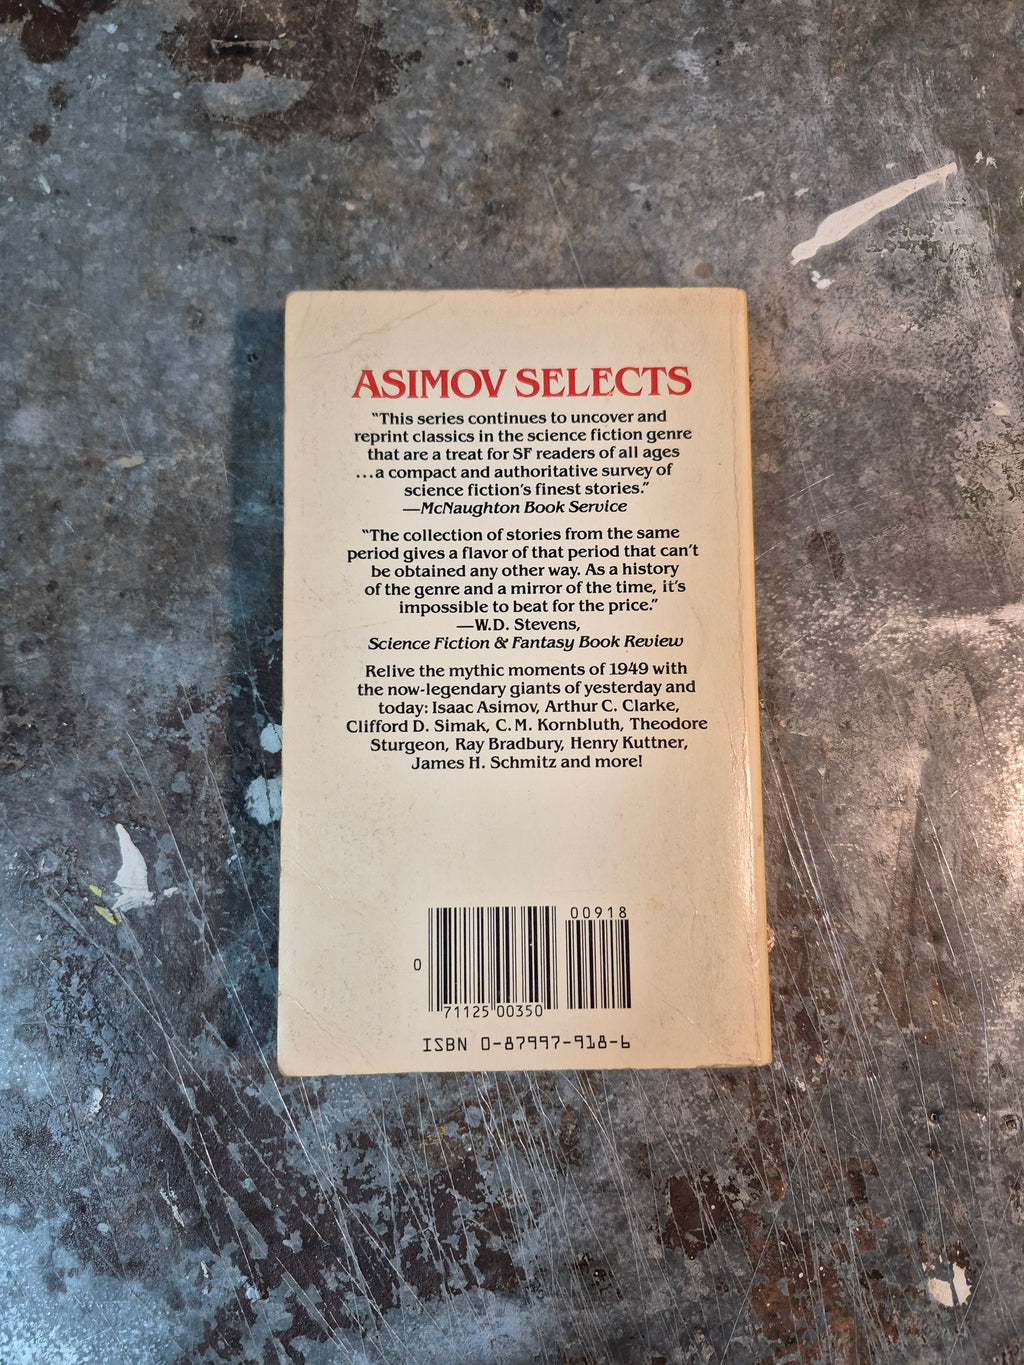 ASIMOV SELECTS
“This series continues to uncover and
reprint classics in the science fiction genre
that are a treat for SF readers of all ages
...a compact and authoritative survey of
science fiction’s finest stories.”
—McNaughton Book Service
“The collection of stories from the same
period gives a flavor of that period that can’t
be obtained any other way. As a history
of the genre and a mirror of the time, it’s
impossible to beat for the price.”
—W.D. Stevens,
Science Fiction & Fantasy Book Review
Relive the mythic moments of 1949 with
the now-legendary giants of yesterday and
today: Isaac Asimov, Arthur C. Clarke,
Clifford D. Simak, C.M. Kornbluth, Theodore
Sturgeon, Ray Bradbury, Henry Kuttner,
James H. Schmitz and more!
00918
0
71125 00350
ISBN 0-87997-918-6